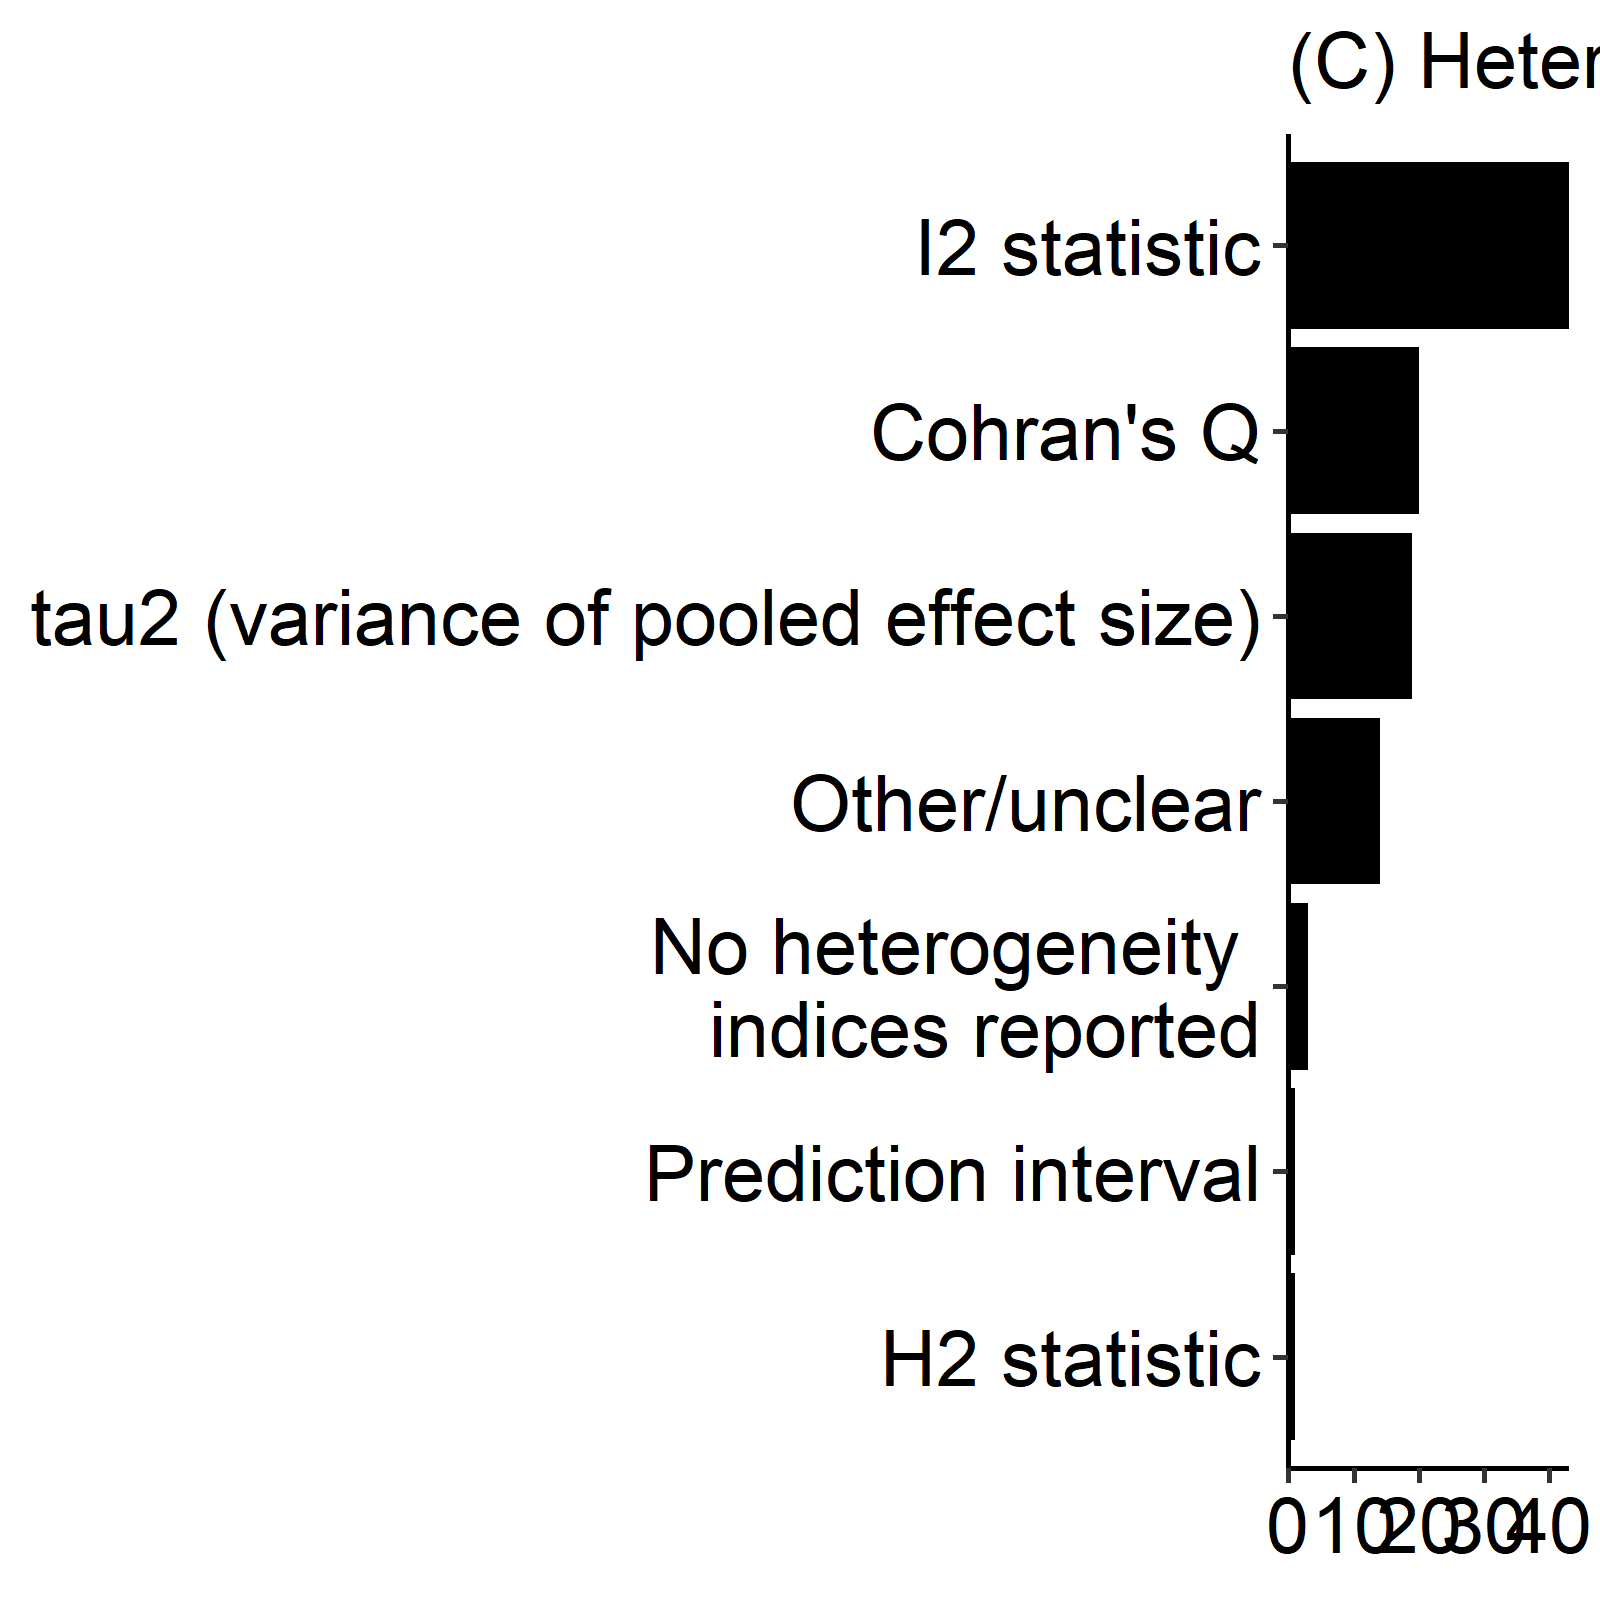 (C) Heter
I2 statistic
Cohran's Q
tau2 (variance of pooled effect size)
Other/unclear
No heterogeneity
indices reported
Prediction interval
H2 statistic
0 10 20 30 40